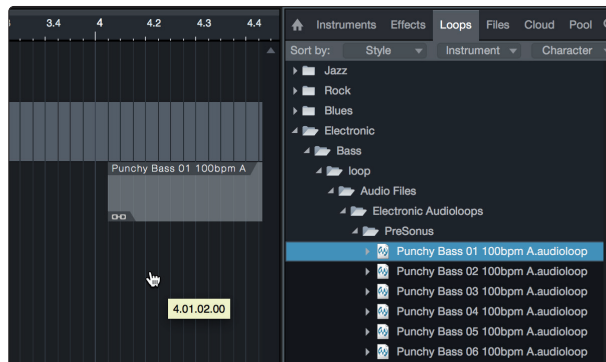 3.4 4 4.2 4.3 4.4
Instruments Effects Loops Files Cloud Pool
Sort by: Style Instrument Character
Jazz
Rock
Blues
Electronic
Bass
Punchy Bass 01 100bpm A
loop
Audio Files
Electronic Audioloops
PreSonus
Punchy Bass 01 100bpm A.audioloop
Punchy Bass 02 100bpm A.audioloop
4.01.02.00
Punchy Bass 03 100bpm A.audioloop
Punchy Bass 04 100bpm A.audioloop
Punchy Bass 05 100bpm A.audioloop
Punchy Bass 06 100bpm A.audioloop